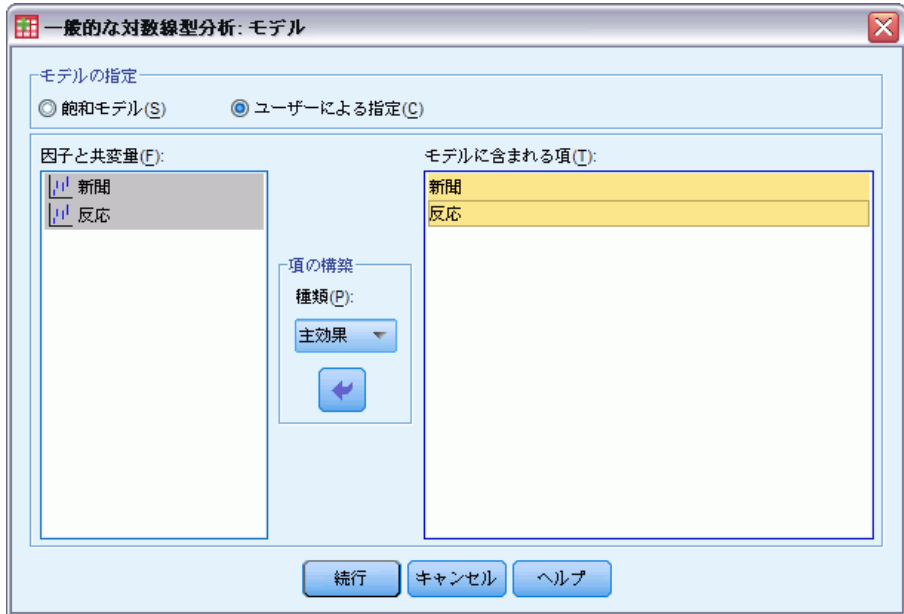 一般的な対数線型分析: モデル
モデルの指定
飽和モデル(S)
ユーザーによる指定(C)
因子と共変量(F):
新聞
反応
項の構築
種類(P):
主効果
モデルに含まれる項(T):
新聞
反応
続行
キャンセル
ヘルプ